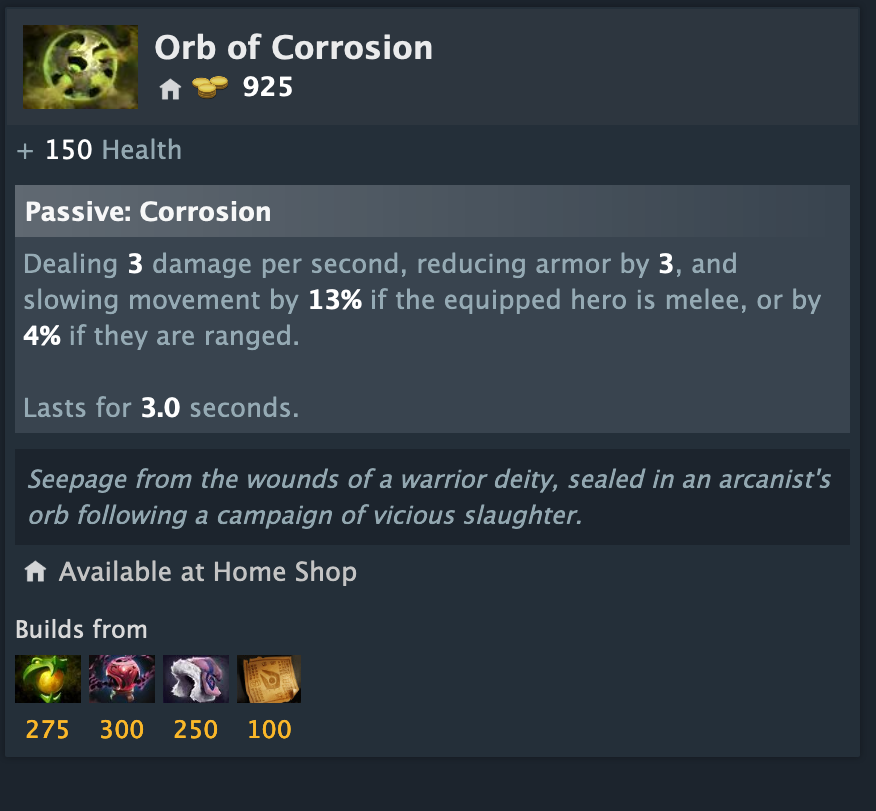 Orb of Corrosion
925
+ 150 Health
Passive: Corrosion
Dealing 3 damage per second, reducing armor by 3, and
slowing movement by 13% if the equipped hero is melee, or by
4% if they are ranged.
Lasts for 3.0 seconds.
Seepage from the wounds of a warrior deity, sealed in an arcanist's
orb following a campaign of vicious slaughter.
Available at Home Shop
Builds from
275 300 250 100